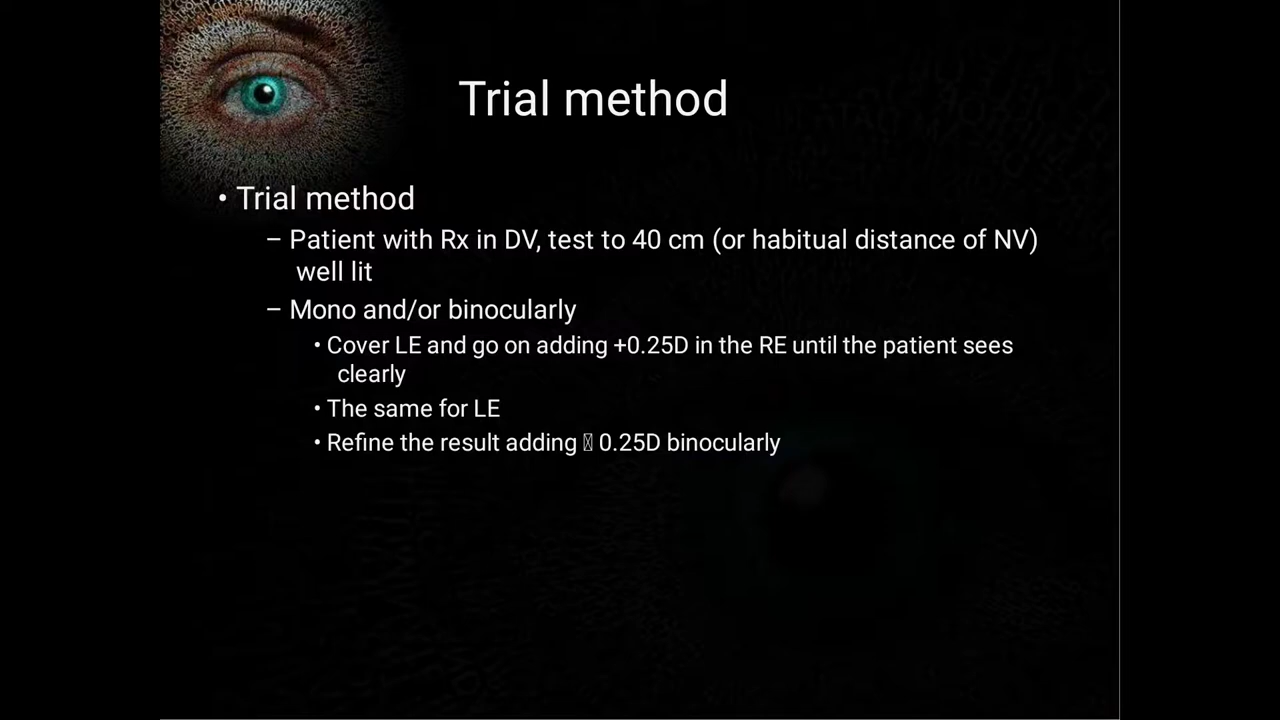 Trial method
• Trial method
– Patient with Rx in DV, test to 40 cm (or habitual distance of NV)
well lit
– Mono and/or binocularly
• Cover LE and go on adding +0.25D in the RE until the patient sees
clearly
• The same for LE
• Refine the result adding 0.25D binocularly